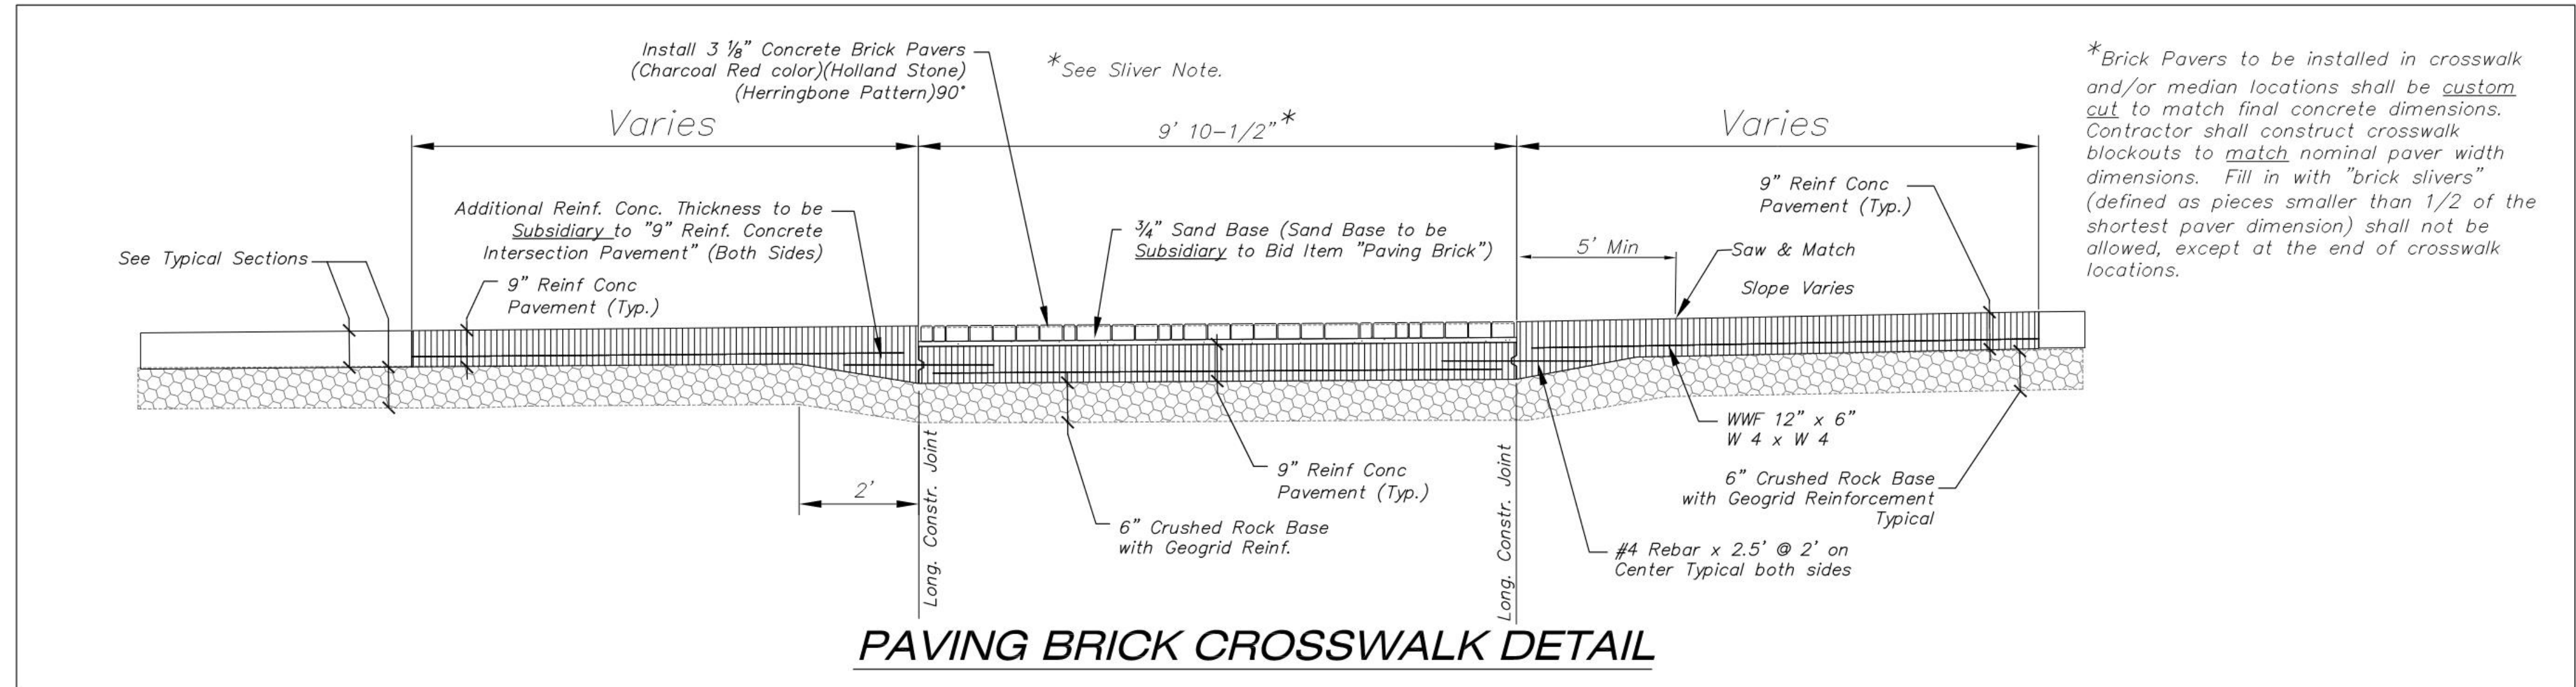 Install 3 ⅛" Concrete Brick Pavers
(Charcoal Red color)(Holland Stone)
(Herringbone Pattern)90°
*See Sliver Note.
*Brick Pavers to be installed in crosswalk
and/or median locations shall be custom
cut to match final concrete dimensions.
Contractor shall construct crosswalk
blockouts to match nominal paver width
dimensions. Fill in with "brick slivers"
(defined as pieces smaller than 1/2 of the
shortest paver dimension) shall not be
allowed, except at the end of crosswalk
locations.
Varies
9' 10-1/2"*
Varies
Additional Reinf. Conc. Thickness to be
Subsidiary to "9" Reinf. Concrete
Intersection Pavement" (Both Sides)
See Typical Sections
9" Reinf Conc
Pavement (Typ.)
¾" Sand Base (Sand Base to be
Subsidiary to Bid Item "Paving Brick")
9" Reinf Conc
Pavement (Typ.)
5' Min
Saw & Match
Slope Varies
2'
Long. Constr. Joint
6" Crushed Rock Base
with Geogrid Reinf.
9" Reinf Conc
Pavement (Typ.)
Long. Constr. Joint
WWF 12" x 6"
W 4 x W 4
6" Crushed Rock Base
with Geogrid Reinforcement
Typical
#4 Rebar x 2.5' @ 2' on
Center Typical both sides
PAVING BRICK CROSSWALK DETAIL